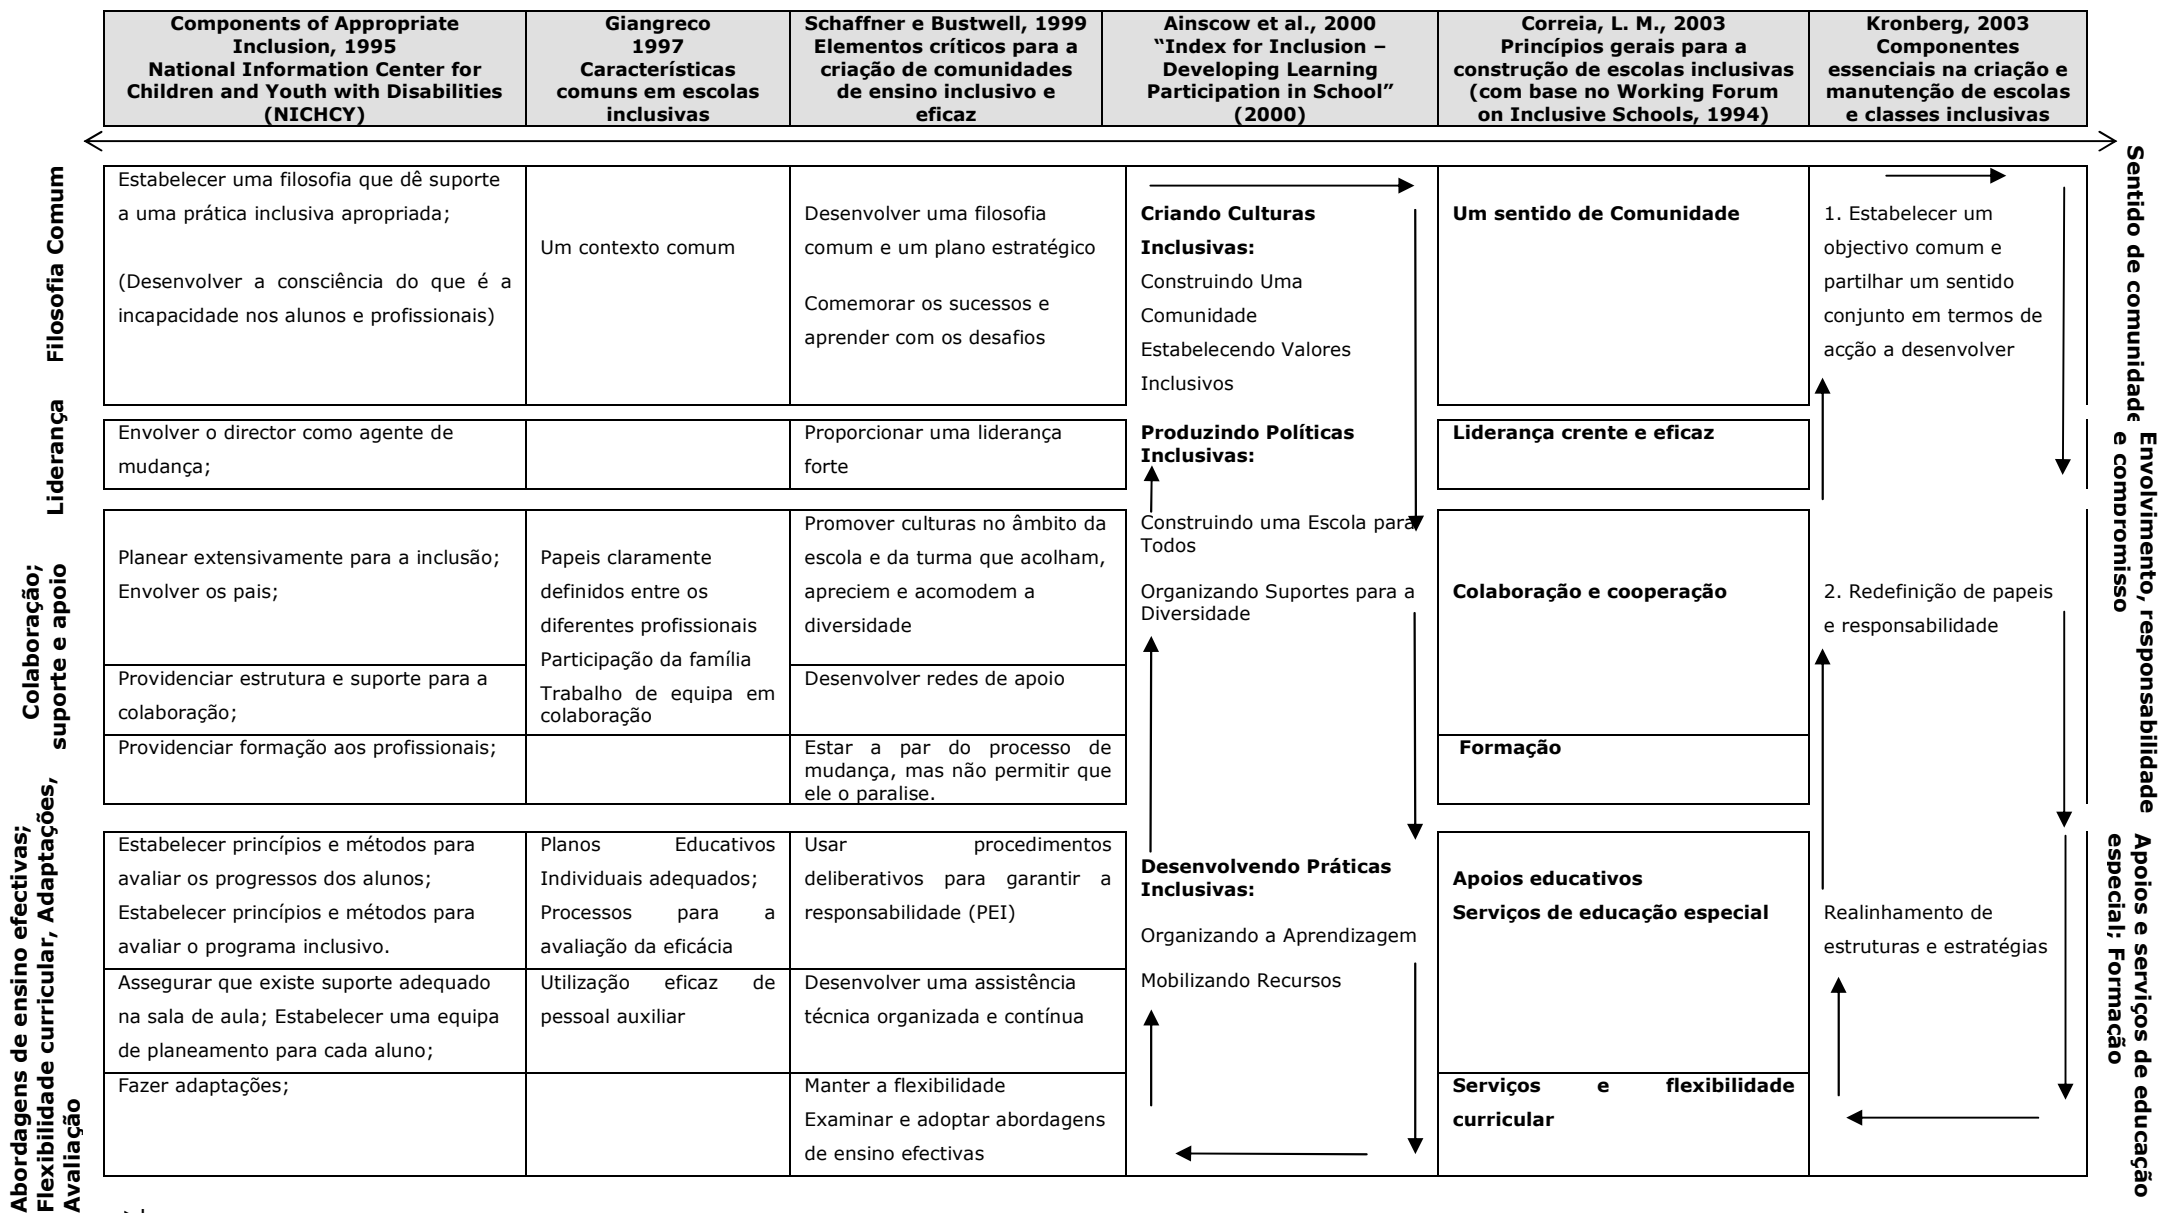 Components of Appropriate
Inclusion, 1995
National Information Center for
Children and Youth with Disabilities
(NICHCY)
Giangreco
1997
Características
comuns em escolas
inclusivas
Schaffner e Bustwell, 1999
Elementos críticos para a
criação de comunidades
de ensino inclusivo e
eficaz
Ainscow et al., 2000
“Index for Inclusion –
Developing Learning
Participation in School”
(2000)
Correia, L. M., 2003
Princípios gerais para a
construção de escolas inclusivas
(com base no Working Forum
on Inclusive Schools, 1994)
Kronberg, 2003
Componentes
essenciais na criação e
manutenção de escolas
e classes inclusivas
Filosofia Comum
Estabelecer uma filosofia que dê suporte
a uma prática inclusiva apropriada;
(Desenvolver a consciência do que é a
incapacidade nos alunos e profissionais)
Um contexto comum
Desenvolver uma filosofia
comum e um plano estratégico
Comemorar os sucessos e
aprender com os desafios
Criando Culturas
Inclusivas:
Construindo Uma
Comunidade
Estabelecendo Valores
Inclusivos
Um sentido de Comunidade
1. Estabelecer um
objectivo comum e
partilhar um sentido
conjunto em termos de
acção a desenvolver
Sentido de comunidade
Liderança
Envolver o director como agente de
mudança;
Proporcionar uma liderança
forte
Produzindo Políticas
Inclusivas:
Liderança crente e eficaz
Envolvimento, responsabilidade
e compromisso
Colaboração;
suporte e apoio
Planear extensivamente para a inclusão;
Envolver os pais;
Papeis claramente
definidos entre os
diferentes profissionais
Participação da família
Trabalho de equipa em
colaboração
Promover culturas no âmbito da
escola e da turma que acolham,
apreciem e acomodem a
diversidade
Construindo uma Escola para
Todos
Organizando Suportes para a
Diversidade
Colaboração e cooperação
2. Redefinição de papeis
e responsabilidade
Providenciar estrutura e suporte para a
colaboração;
Desenvolver redes de apoio
Providenciar formação aos profissionais;
Estar a par do processo de
mudança, mas não permitir que
ele o paralise.
Formação
Abordagens de ensino efectivas;
Flexibilidade curricular, Adaptações,
Avaliação
Estabelecer princípios e métodos para
avaliar os progressos dos alunos;
Estabelecer princípios e métodos para
avaliar o programa inclusivo.
Planos Educativos
Individuais adequados;
Processos para a
avaliação da eficácia
Usar procedimentos
deliberativos para garantir a
responsabilidade (PEI)
Desenvolvendo Práticas
Inclusivas:
Organizando a Aprendizagem
Mobilizando Recursos
Apoios educativos
Serviços de educação especial
Realinhamento de
estruturas e estratégias
Apoios e serviços de educação
especial; Formação
Assegurar que existe suporte adequado
na sala de aula; Estabelecer uma equipa
de planeamento para cada aluno;
Utilização eficaz de
pessoal auxiliar
Desenvolver uma assistência
técnica organizada e contínua
Fazer adaptações;
Manter a flexibilidade
Examinar e adoptar abordagens
de ensino efectivas
Serviços e flexibilidade
curricular